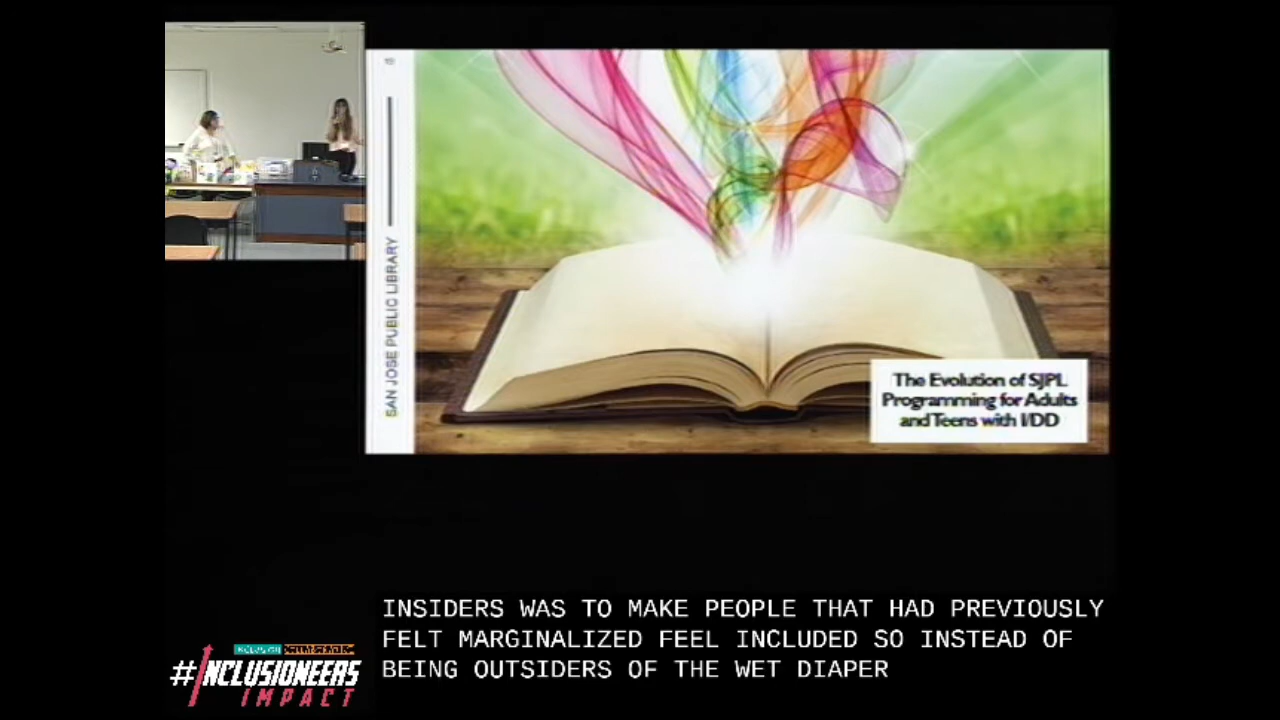 SAN JOSE PUBLIC LIBRARY
The Evolution of SJPL
Programming for Adults
and Teens with I/DD
INSIDERS WAS TO MAKE PEOPLE THAT HAD PREVIOUSLY
FELT MARGINALIZED FEEL INCLUDED SO INSTEAD OF
BEING OUTSIDERS OF THE WET DIAPER
#INCLUSIONEERS
IMPACT